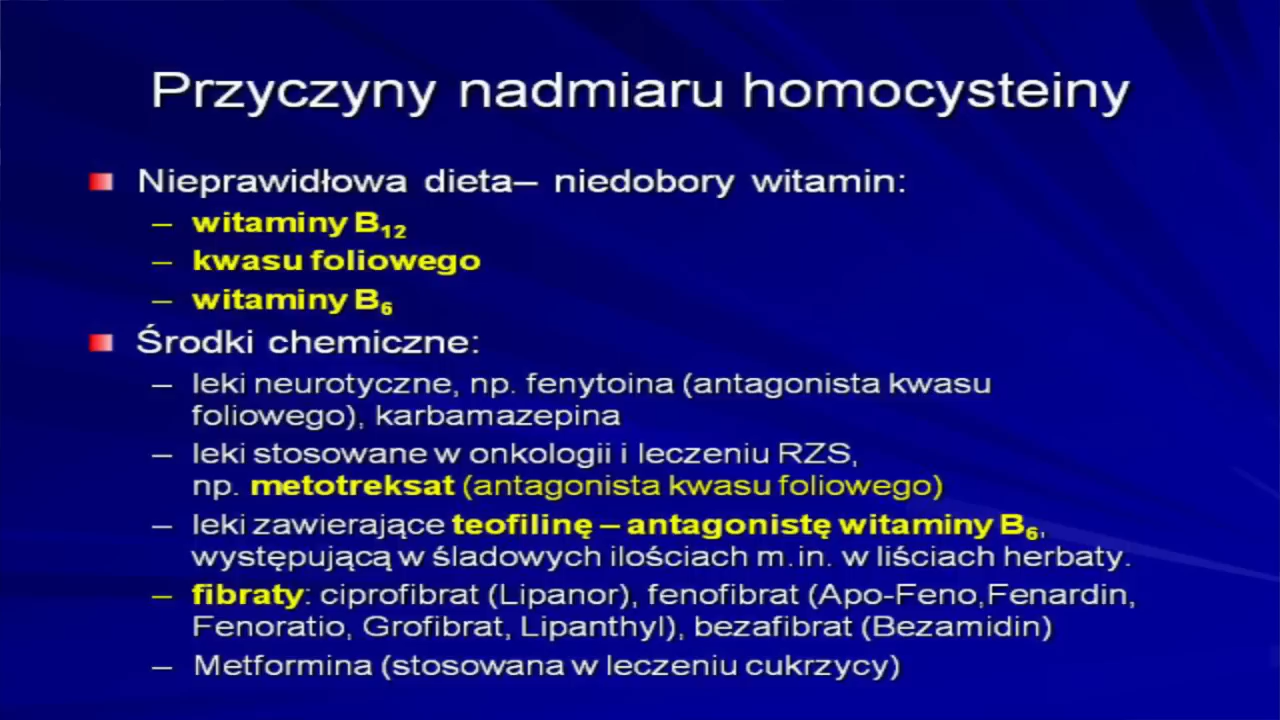 Przyczyny nadmiaru homocysteiny
Nieprawidłowa dieta– niedobory witamin:
– witaminy B₁₂
– kwasu foliowego
– witaminy B₆
Środki chemiczne:
– leki neurotyczne, np. fenytoina (antagonista kwasu
foliowego), karbamazepina
– leki stosowane w onkologii i leczeniu RZS,
np. metotreksat (antagonista kwasu foliowego)
– leki zawierające teofilinę – antagonistę witaminy B₆,
występującą w śladowych ilościach m.in. w liściach herbaty.
– fibraty: ciprofibrat (Lipanor), fenofibrat (Apo-Feno,Fenardin,
Fenoratio, Grofibrat, Lipanthyl), bezafibrat (Bezamidin)
– Metformina (stosowana w leczeniu cukrzycy)